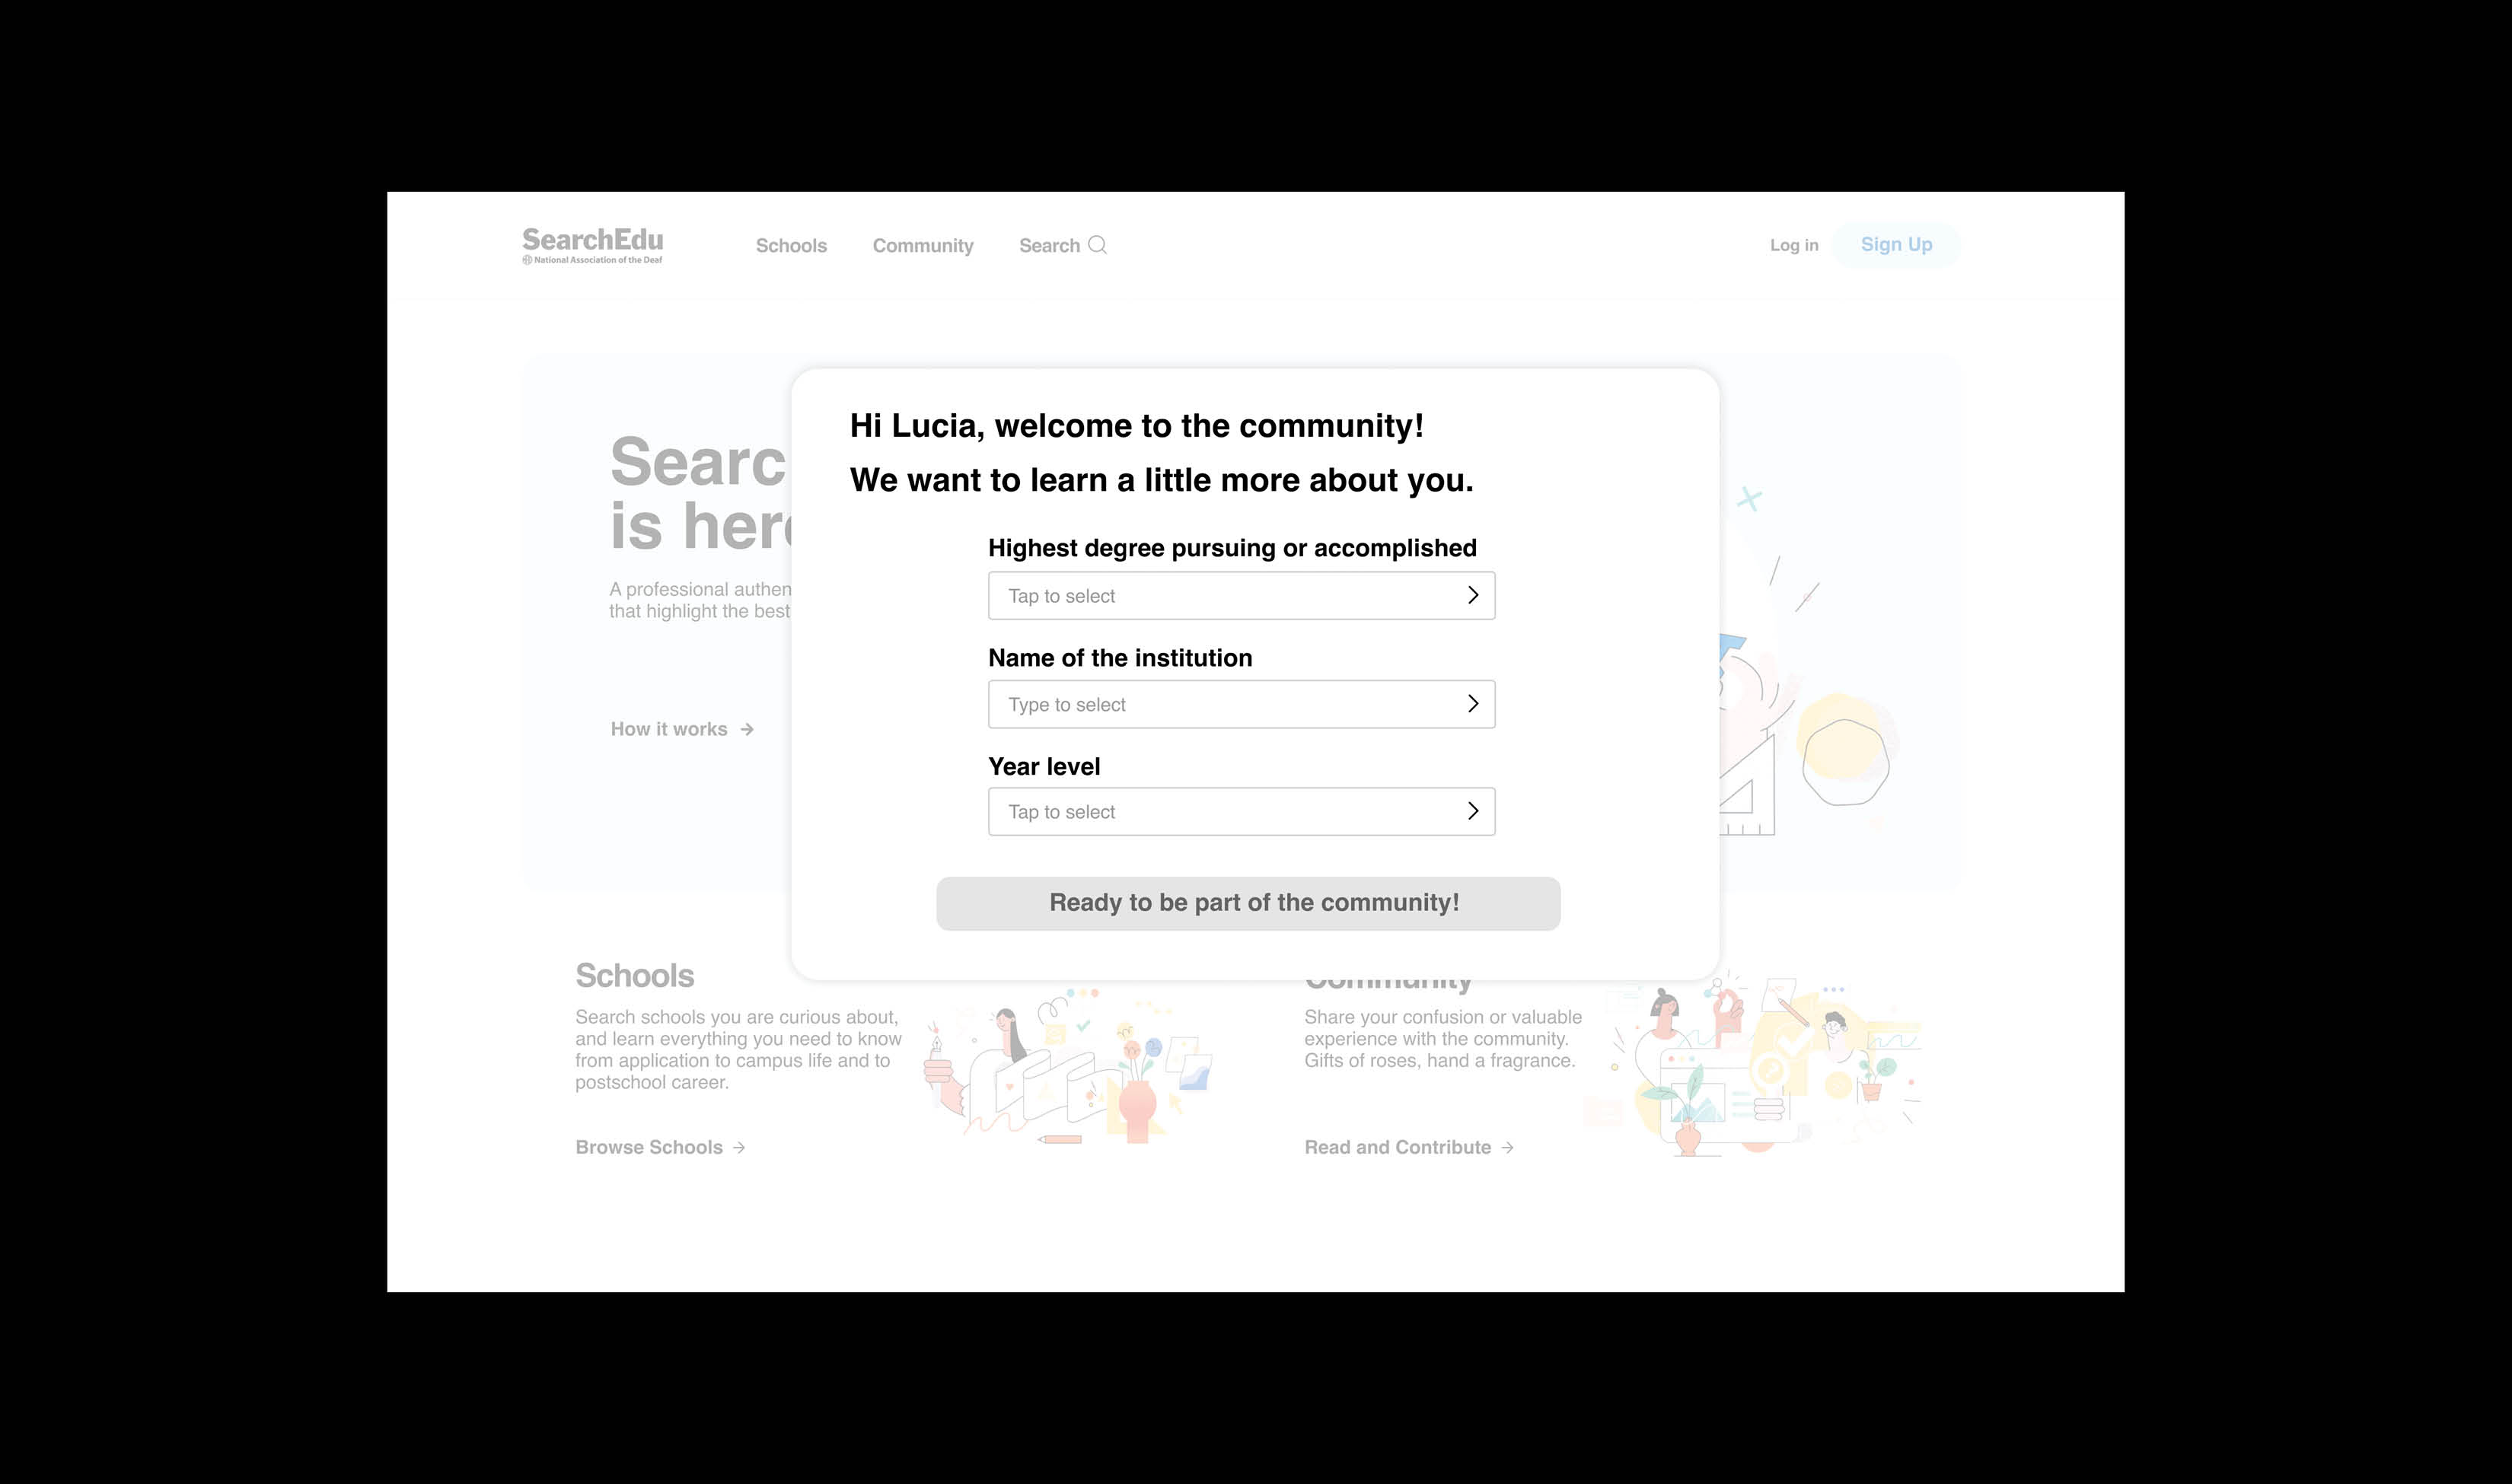 SearchEdu
National Association of the Deaf
Schools
Community
Search
Log in
Sign Up
Searc
is her
A professional authen
that highlight the best
How it works
Hi Lucia, welcome to the community!
We want to learn a little more about you.
Highest degree pursuing or accomplished
Tap to select
Name of the institution
Type to select
Year level
Tap to select
Ready to be part of the community!
Schools
Search schools you are curious about,
and learn everything you need to know
from application to campus life and to
postschool career.
Browse Schools
Community
Share your confusion or valuable
experience with the community.
Gifts of roses, hand a fragrance.
Read and Contribute